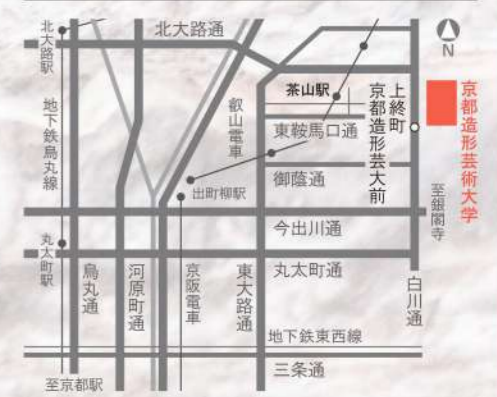 北大路通
N
北大路駅
地下鉄烏丸線
叡山電車
茶山駅
上終町
京都造形芸大前
京都造形芸術大学
東鞍馬口通
御蔭通
出町柳駅
至銀閣寺
今出川通
丸太町駅
烏丸通
河原町通
京阪電車
東大路通
丸太町通
白川通
地下鉄東西線
三条通
至京都駅